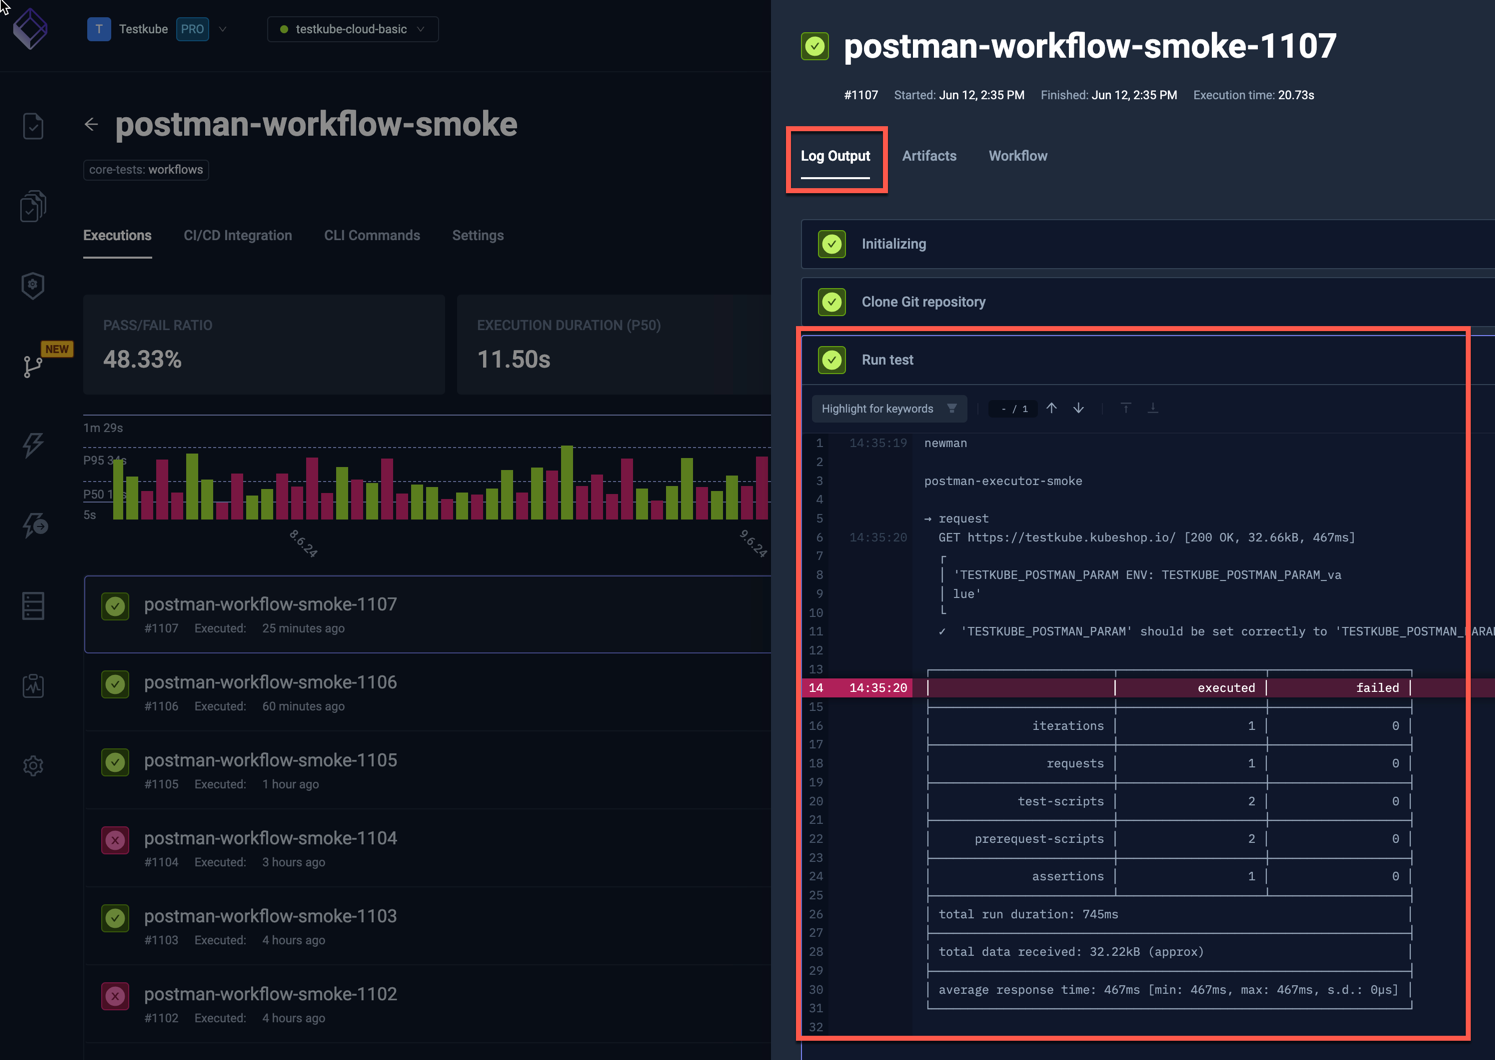 T Testkube PRO
testkube-cloud-basic
postman-workflow-smoke
core-tests: workflows
Executions CI/CD Integration CLI Commands Settings
PASS/FAIL RATIO
48.33%
EXECUTION DURATION (P50)
11.50s
NEW
1m 29s
P95 34s
P50 1
5s
8.6.24
9.6.24
postman-workflow-smoke-1107
#1107 Executed: 25 minutes ago
postman-workflow-smoke-1106
#1106 Executed: 60 minutes ago
postman-workflow-smoke-1105
#1105 Executed: 1 hour ago
postman-workflow-smoke-1104
#1104 Executed: 3 hours ago
postman-workflow-smoke-1103
#1103 Executed: 4 hours ago
postman-workflow-smoke-1102
#1102 Executed: 4 hours ago
postman-workflow-smoke-1107
#1107 Started: Jun 12, 2:35 PM Finished: Jun 12, 2:35 PM Execution time: 20.73s
Log Output Artifacts Workflow
Initializing
Clone Git repository
Run test
Highlight for keywords - / 1
1 14:35:19 newman
2
3 postman-executor-smoke
4
5 → request
6 14:35:20 GET https://testkube.kubeshop.io/ [200 OK, 32.66kB, 467ms]
7
8 'TESTKUBE_POSTMAN_PARAM ENV: TESTKUBE_POSTMAN_PARAM_va
9 lue'
10
11 ✓ 'TESTKUBE_POSTMAN_PARAM' should be set correctly to 'TESTKUBE_POSTMAN_PARA
12
13
14 14:35:20 executed failed
15
16 iterations 1 0
17
18 requests 1 0
19
20 test-scripts 2 0
21
22 prerequest-scripts 2 0
23
24 assertions 1 0
25
26 total run duration: 745ms
27
28 total data received: 32.22kB (approx)
29
30 average response time: 467ms [min: 467ms, max: 467ms, s.d.: 0µs]
31
32